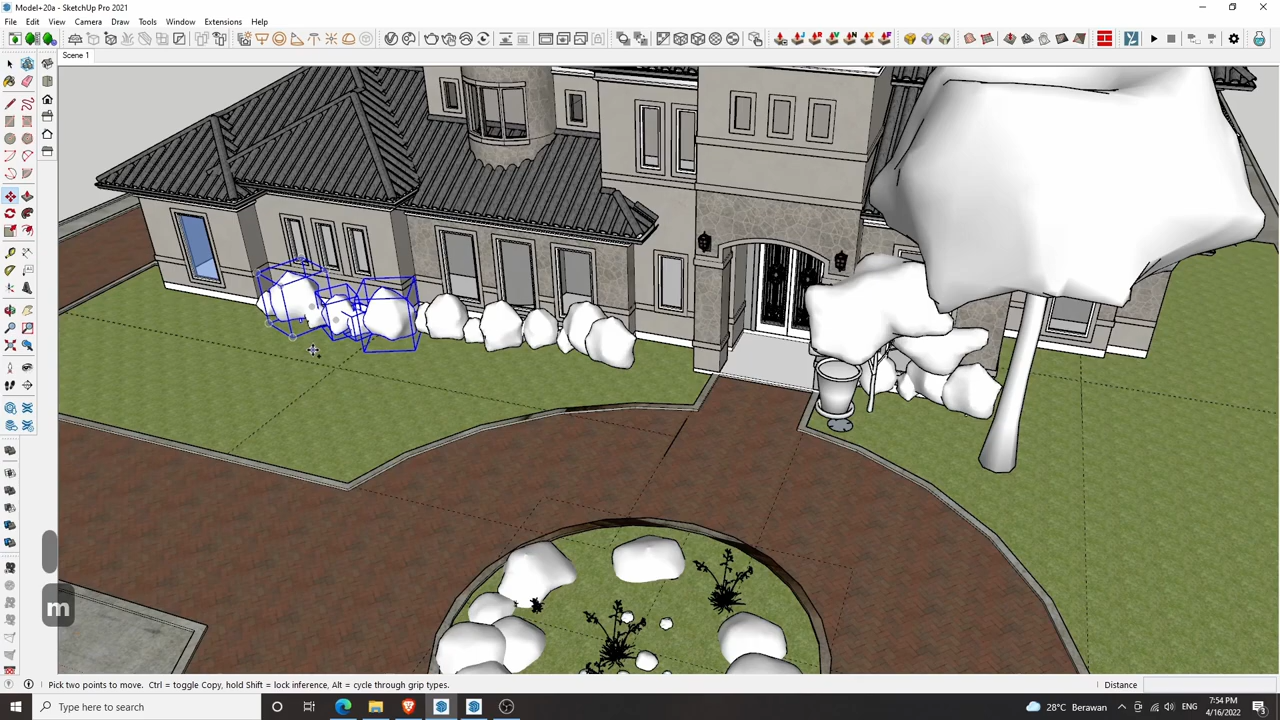 Model+20a - SketchUp Pro 2021
File Edit View Camera Draw Tools Window Extensions Help
Scene 1
m
Pick two points to move. Ctrl = toggle Copy, hold Shift = lock inference, Alt = cycle through grip types.
Distance
Type here to search
28°C Berawan
ENG
7:54 PM
4/16/2022